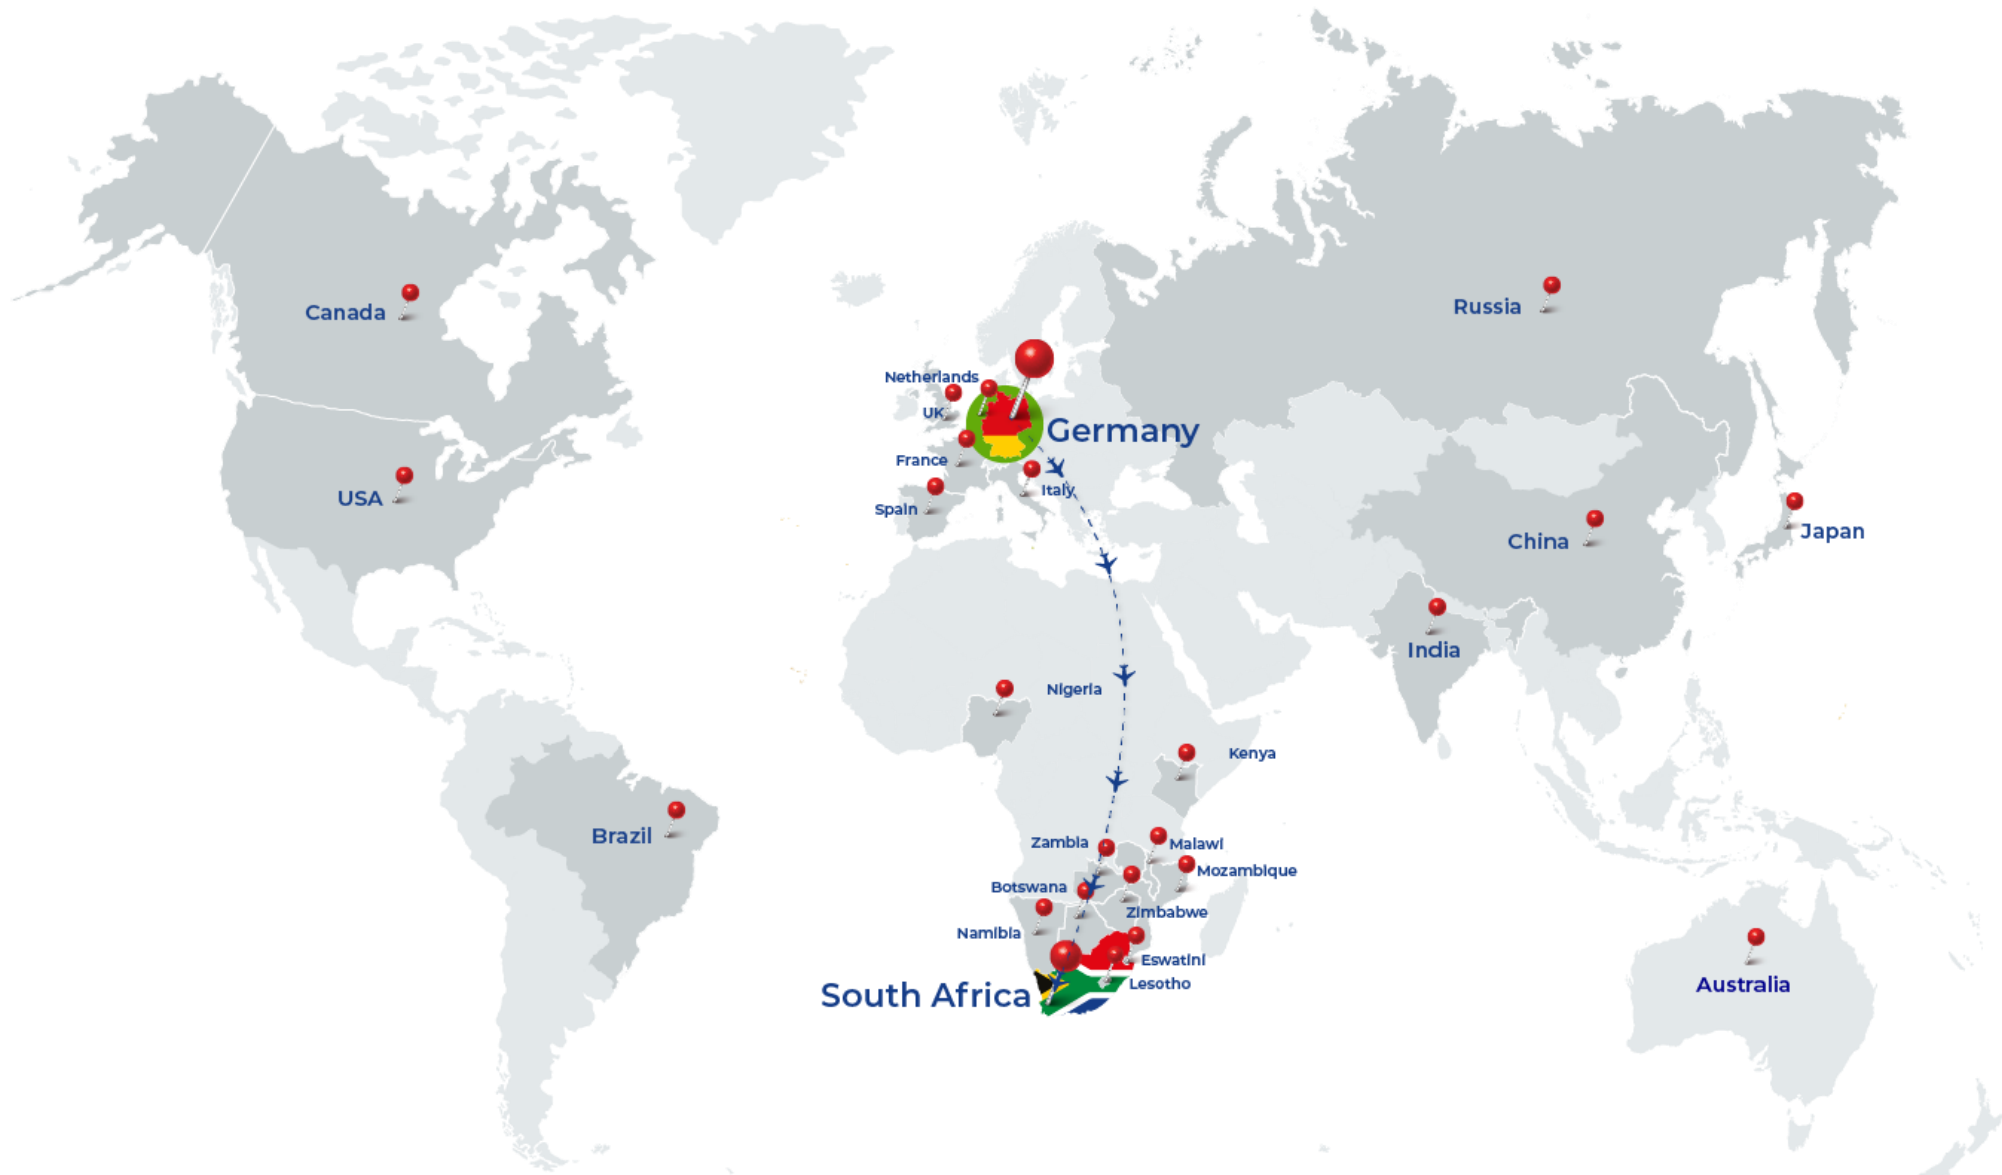 Canada
Russia
Netherlands
UK
Germany
France
Italy
USA
Spain
Japan
China
India
Nigeria
Kenya
Brazil
Zambia
Malawi
Mozambique
Botswana
Zimbabwe
Namibia
Eswatini
Lesotho
South Africa
Australia